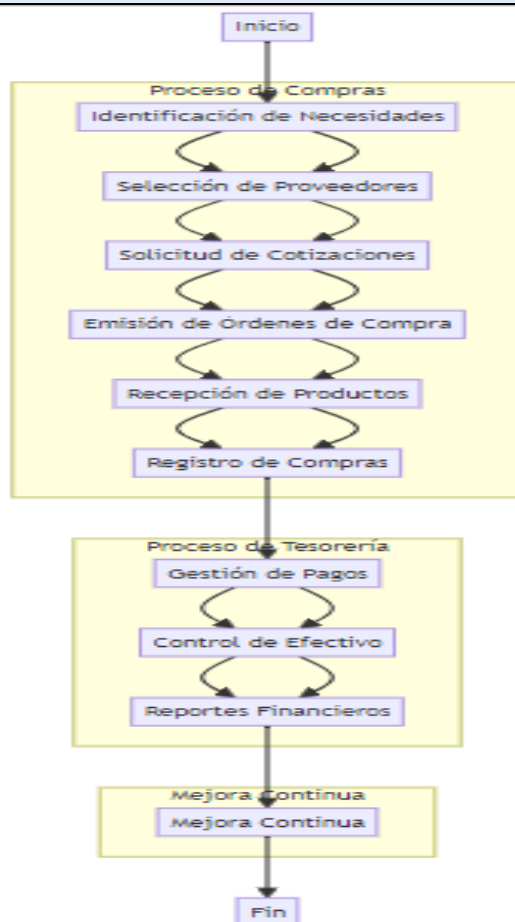 Inicio
Proceso de Compras
Identificación de Necesidades
Selección de Proveedores
Solicitud de Cotizaciones
Emisión de Órdenes de Compra
Recepción de Productos
Registro de Compras
Proceso de Tesorería
Gestión de Pagos
Control de Efectivo
Reportes Financieros
Mejora Continua
Mejora Continua
Fin